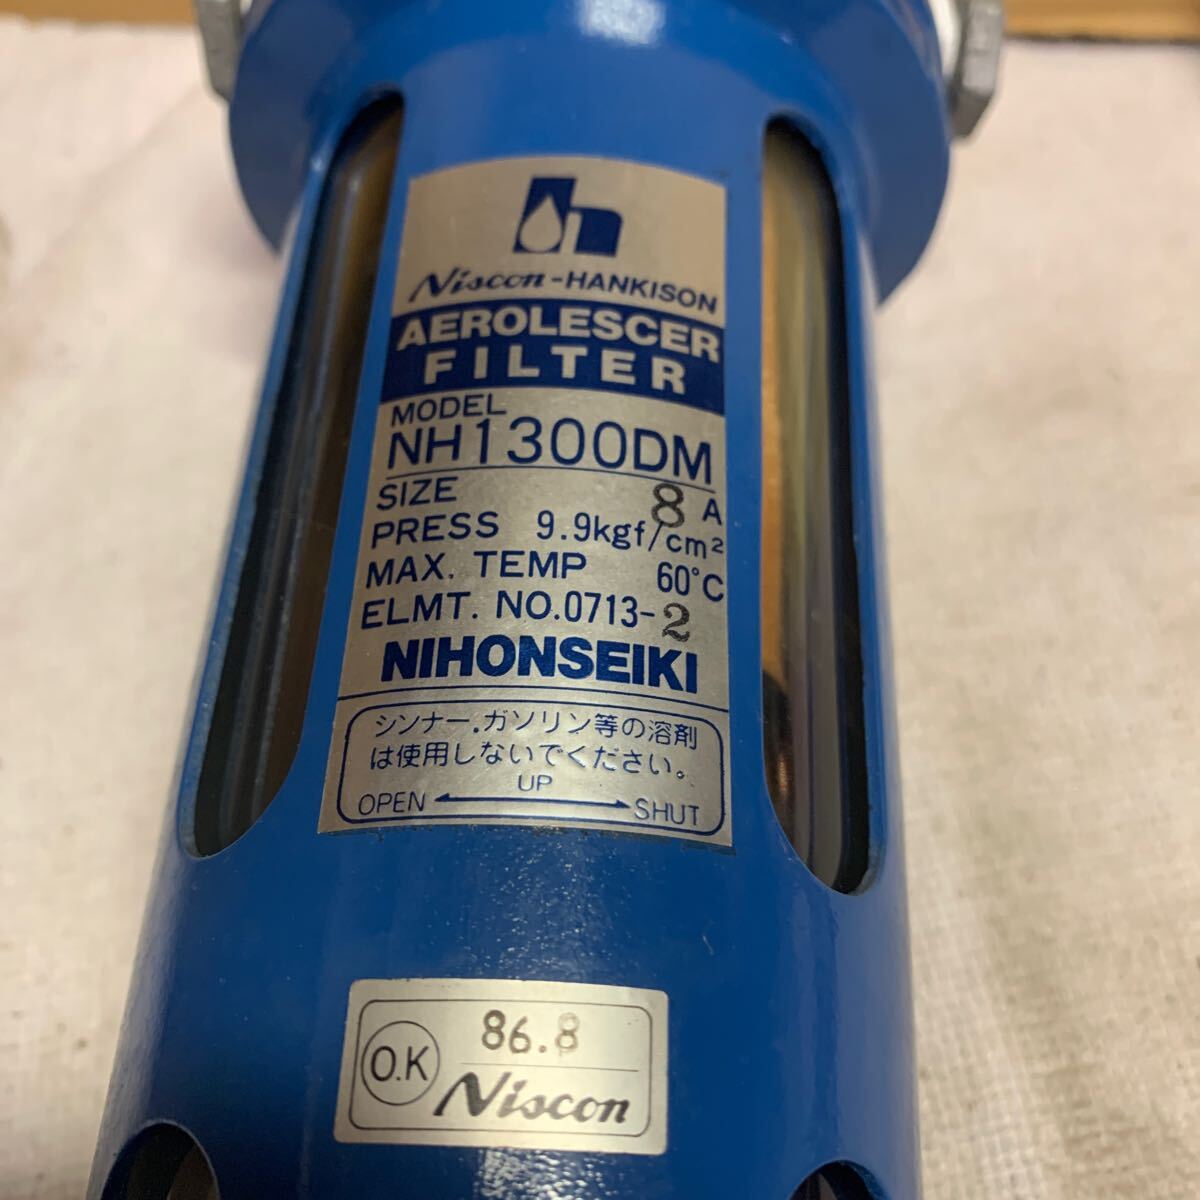 h
Niscon-HANKISON
AEROLESCER
FILTER
MODEL
NH1300DM
SIZE 8 A
PRESS 9.9kgf/cm²
MAX. TEMP 60°C
ELMT. NO.0713-2
NIHONSEIKI
シンナー,ガソリン等の溶剤
は使用しないでください。
UP
OPEN SHUT
O.K 86.8
Niscon